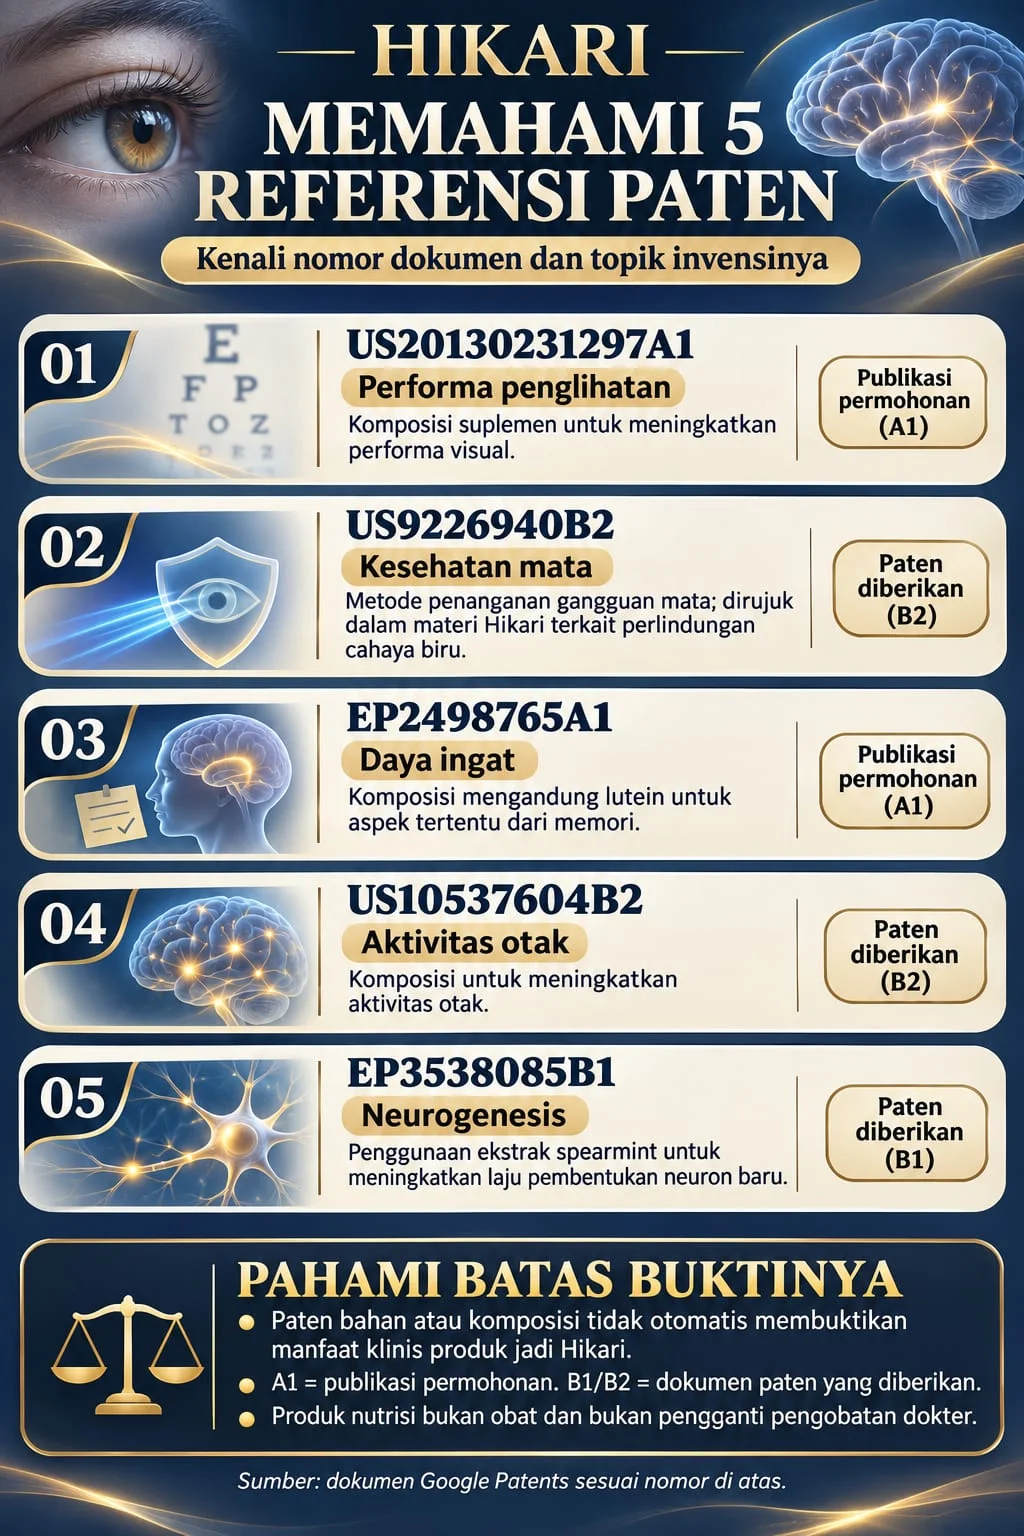 HIKARI
MEMAHAMI 5
REFERENSI PATEN
Kenali nomor dokumen dan topik invensinya
01
E
F P
T O Z
US20130231297A1
Performa penglihatan
Komposisi suplemen untuk meningkatkan
performa visual.
Publikasi
permohonan
(A1)
02
US9226940B2
Kesehatan mata
Metode penanganan gangguan mata; dirujuk
dalam materi Hikari terkait perlindungan
cahaya biru.
Paten
diberikan
(B2)
03
EP2498765A1
Daya ingat
Komposisi mengandung lutein untuk
aspek tertentu dari memori.
Publikasi
permohonan
(A1)
04
US10537604B2
Aktivitas otak
Komposisi untuk meningkatkan
aktivitas otak.
Paten
diberikan
(B2)
05
EP3538085B1
Neurogenesis
Penggunaan ekstrak spearmint untuk
meningkatkan laju pembentukan neuron baru.
Paten
diberikan
(B1)
PAHAMI BATAS BUKTINYA
Paten bahan atau komposisi tidak otomatis membuktikan
manfaat klinis produk jadi Hikari.
A1 = publikasi permohonan. B1/B2 = dokumen paten yang diberikan.
Produk nutrisi bukan obat dan bukan pengganti pengobatan dokter.
Sumber: dokumen Google Patents sesuai nomor di atas.